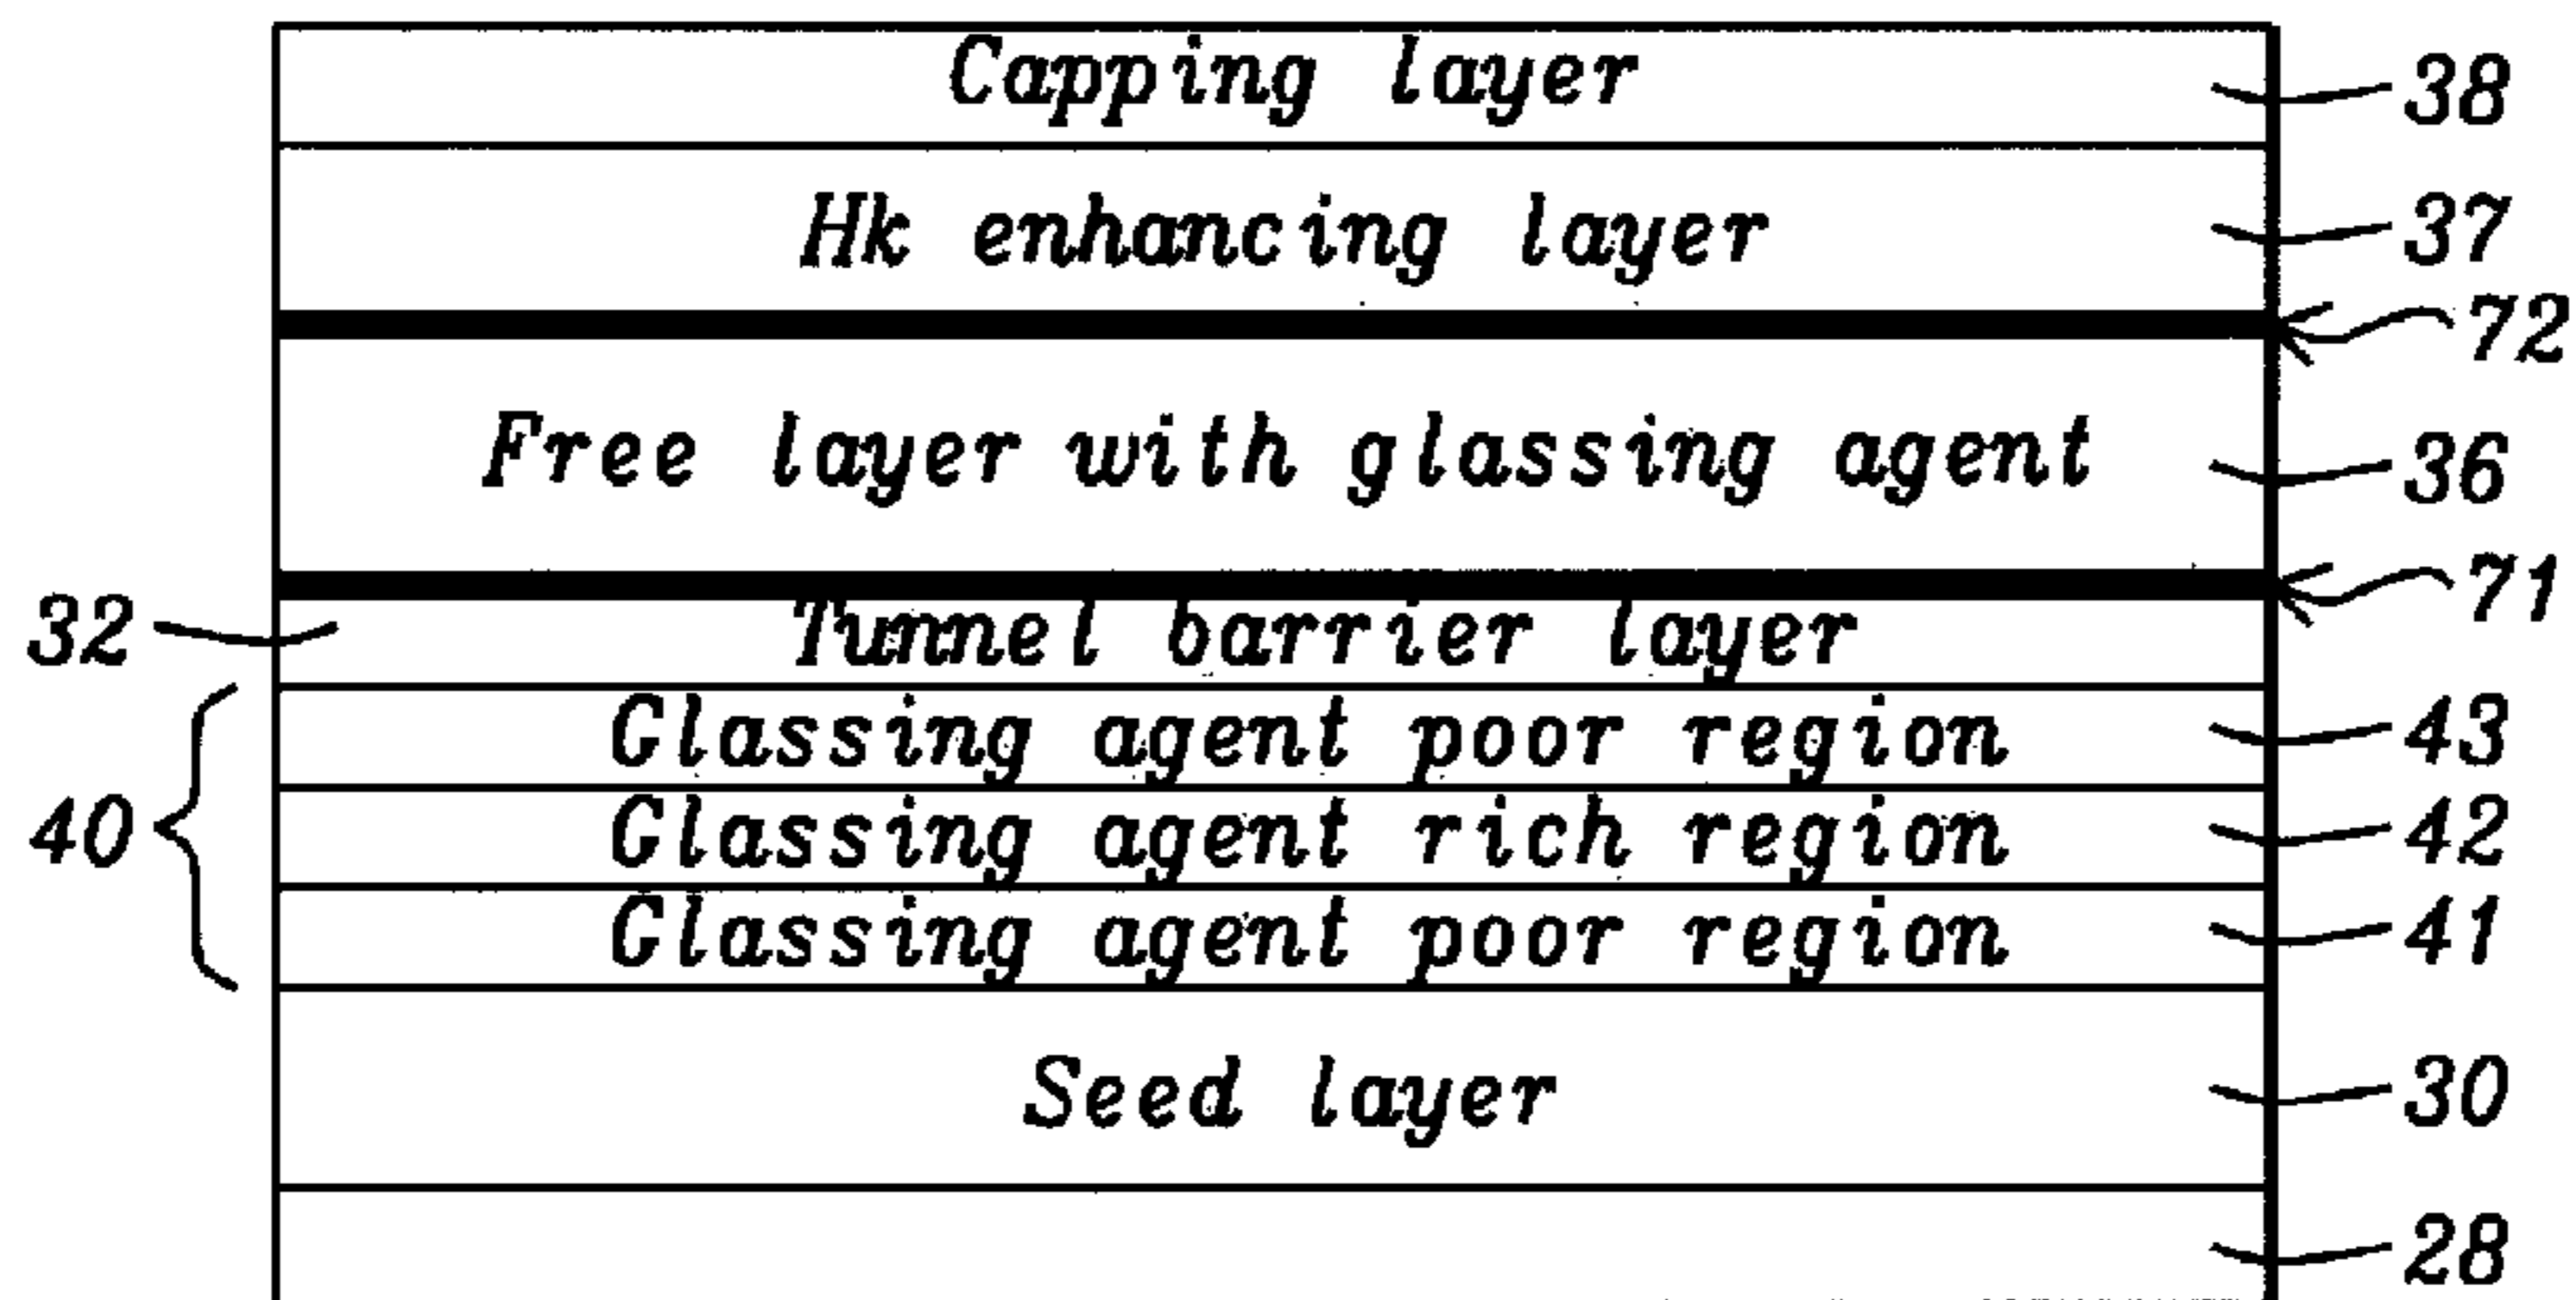 Capping layer 38
Hk enhancing layer 37
72
Free layer with glassing agent 36
71
32 Tunnel barrier layer
Glassing agent poor region 43
40 Glassing agent rich region 42
Glassing agent poor region 41
Seed layer 30
28